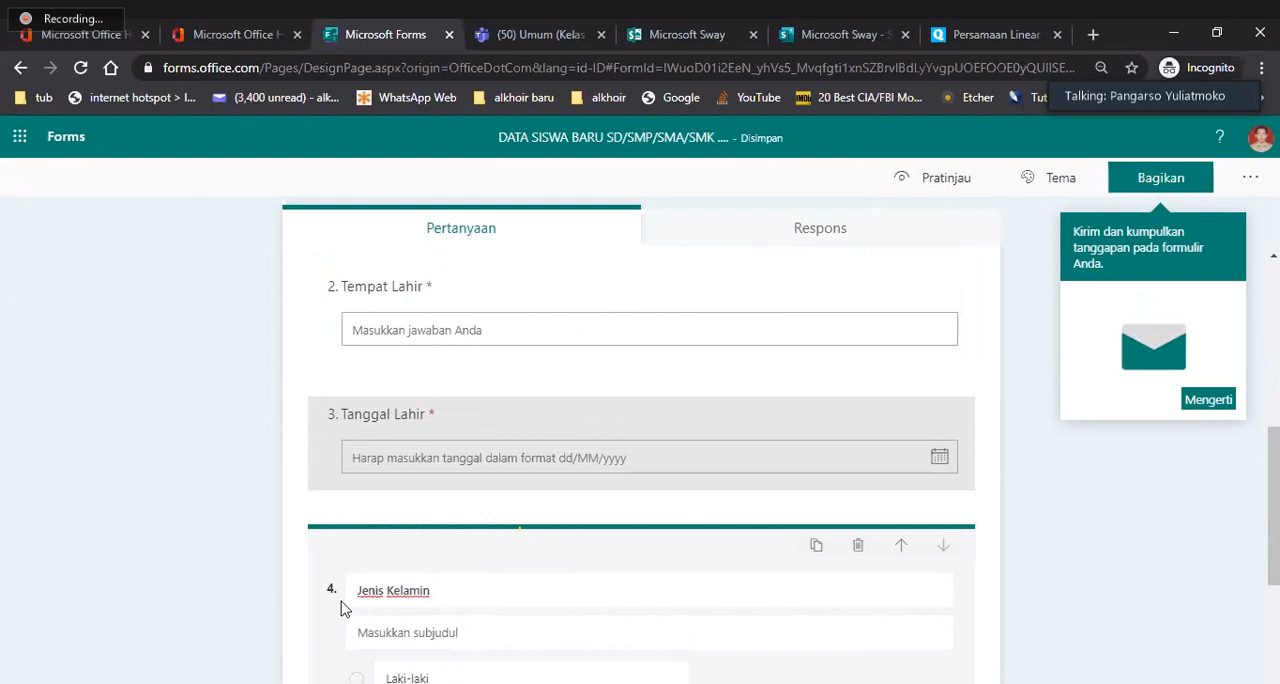 Recording...
Microsoft Office H
Microsoft Office H
Microsoft Forms
(50) Umum (Kelas
Microsoft Sway
Microsoft Sway - S
Persamaan Linear
forms.office.com/Pages/DesignPage.aspx?origin=OfficeDotCom&lang=id-ID#FormId=
Incognito
tub
internet hotspot > I...
(3,400 unread) - alk...
WhatsApp Web
alkhoir baru
alkhoir
Google
YouTube
20 Best CIA/FBI Mo...
Etcher
Tut
Talking: Pangarso Yuliatmoko
Forms
DATA SISWA BARU SD/SMP/SMA/SMK .... - Disimpan
?
Pratinjau
Tema
Bagikan
...
Pertanyaan
Respons
Kirim dan kumpulkan
tanggapan pada formulir
Anda.
Mengerti
2. Tempat Lahir *
Masukkan jawaban Anda
3. Tanggal Lahir *
Harap masukkan tanggal dalam format dd/MM/yyyy
4. Jenis Kelamin
Masukkan subjudul
Laki-laki